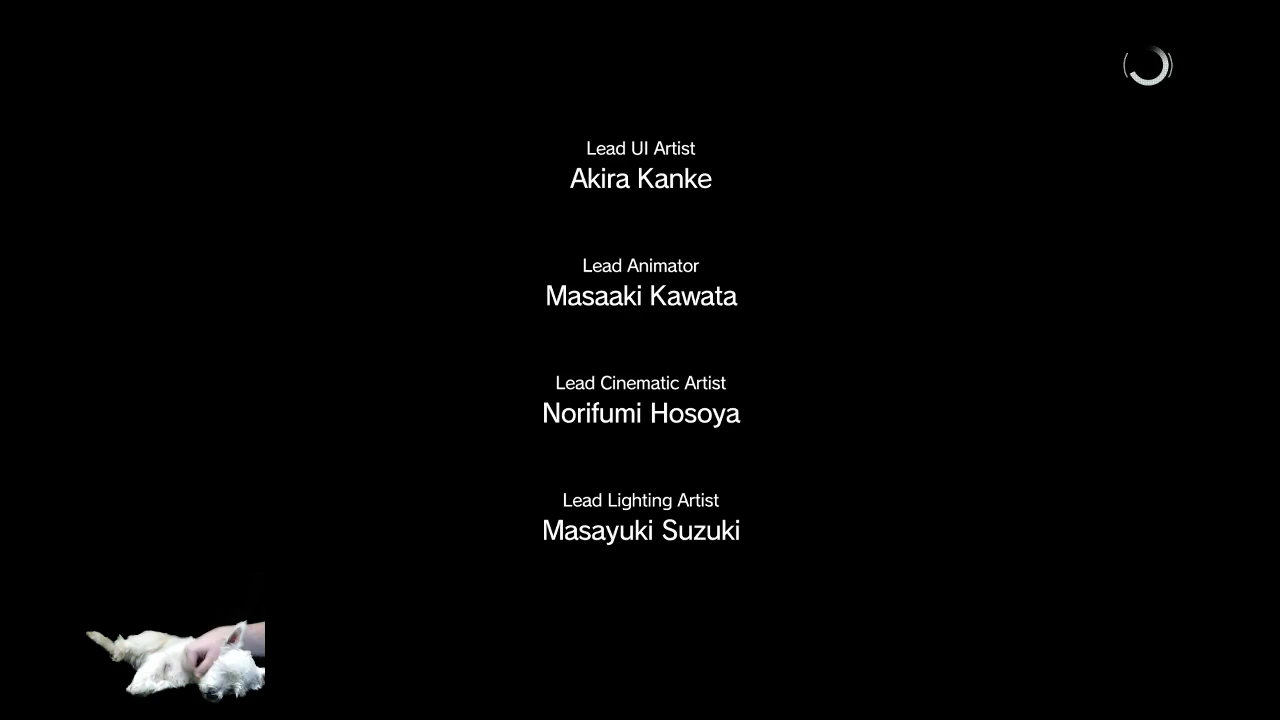 Lead UI Artist
Akira Kanke
Lead Animator
Masaaki Kawata
Lead Cinematic Artist
Norifumi Hosoya
Lead Lighting Artist
Masayuki Suzuki